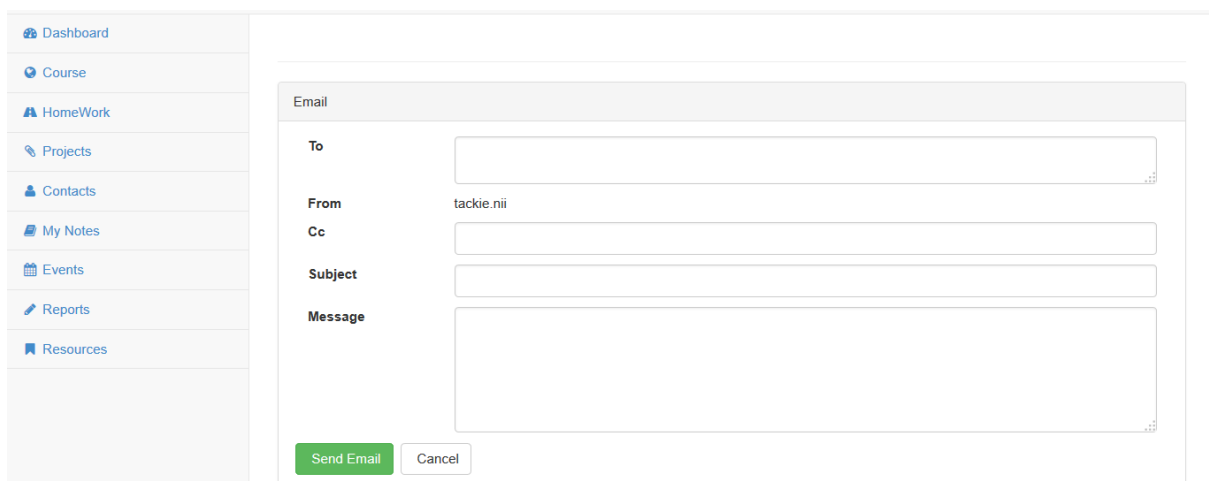 Dashboard
Course
HomeWork
Projects
Contacts
My Notes
Events
Reports
Resources
Email
To
From tackie.nii
Cc
Subject
Message
Send Email Cancel